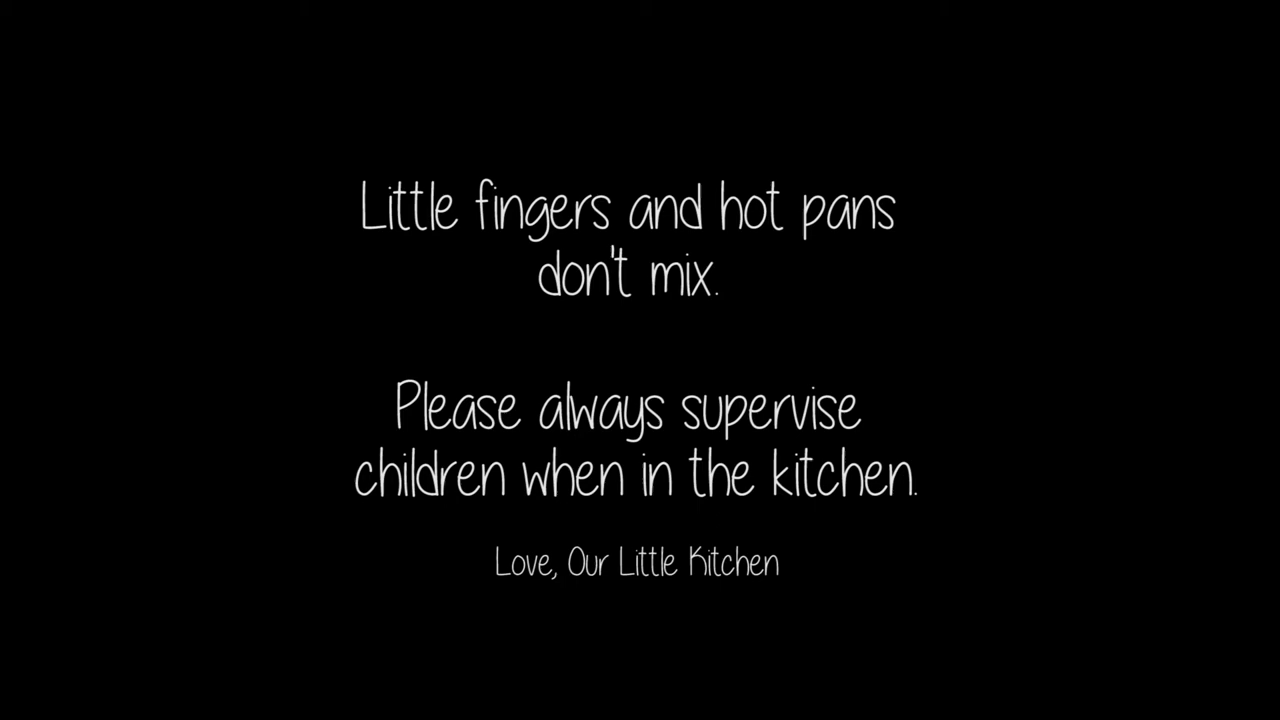 Little fingers and hot pans
don't mix.
Please always supervise
children when in the kitchen.
Love, Our Little Kitchen